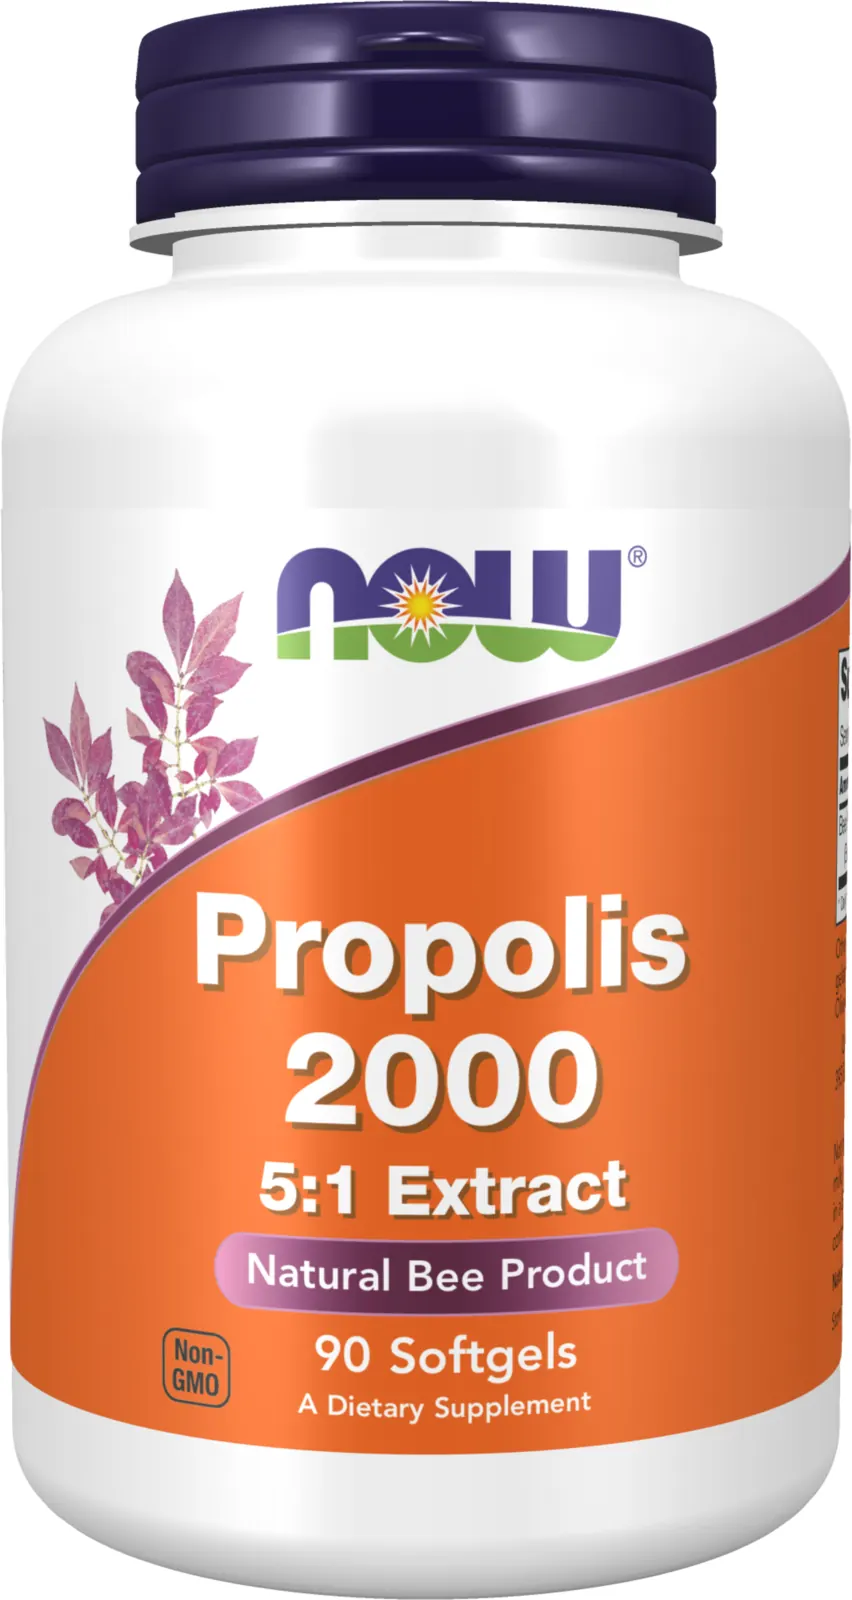 now®
Propolis
2000
5:1 Extract
Natural Bee Product
Non-
GMO
90 Softgels
A Dietary Supplement